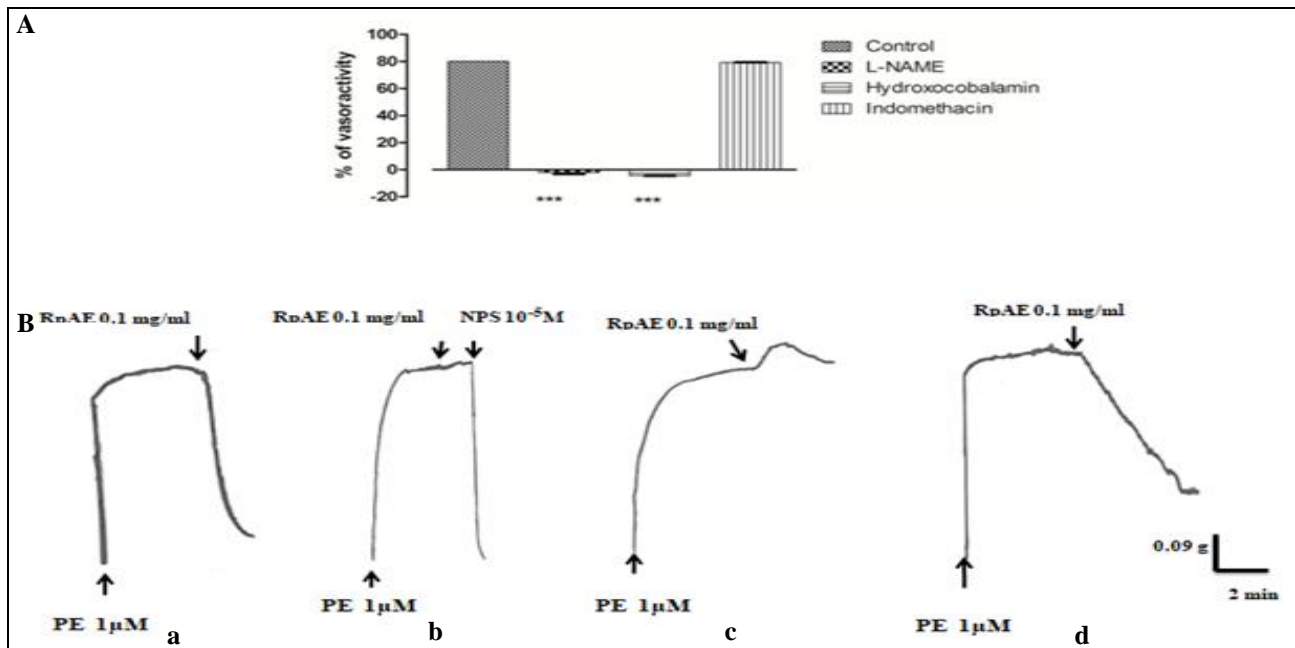 A
100
80
60
40
20
0
-20
% of vasoractivity
*** ***
Control
L-NAME
Hydroxocobalamin
Indomethacin
B
RpAE 0.1 mg/ml
PE 1µM
a
RpAE 0.1 mg/ml NPS 10⁻⁵M
PE 1µM
b
RpAE 0.1 mg/ml
PE 1µM
c
RpAE 0.1 mg/ml
PE 1µM
d
0.09 g
2 min